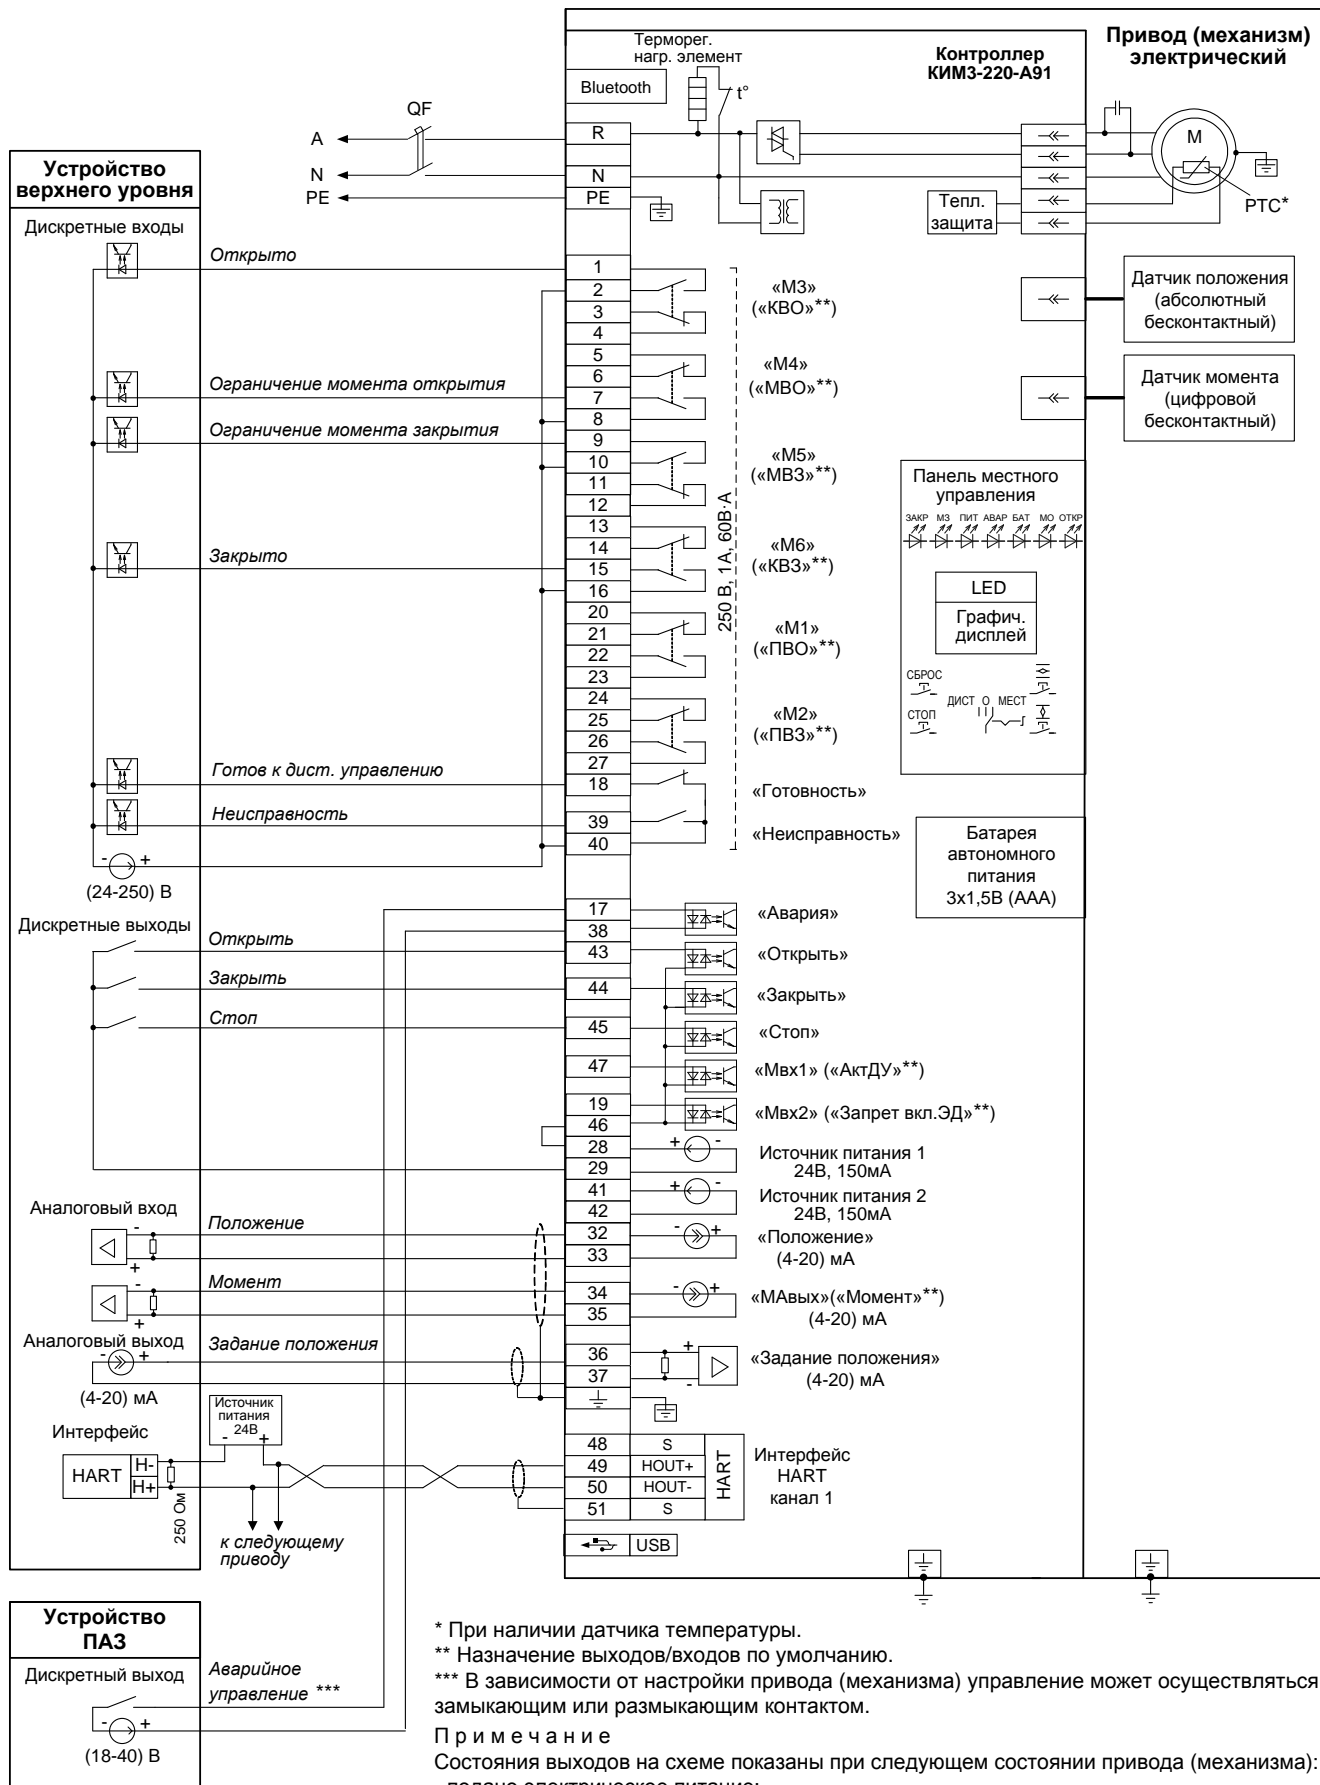 Привод (механизм)
электрический
Контроллер
КИМ3-220-А91
Терморег.
нагр. элемент
Bluetooth
t°
QF
A
N
PE
R
N
PE
M
PTC*
Тепл.
защита
Устройство
верхнего уровня
Дискретные входы
Открыто
Ограничение момента открытия
Ограничение момента закрытия
Закрыто
Готов к дист. управлению
Неисправность
- +
(24-250) В
1
2
3
4
5
6
7
8
9
10
11
12
13
14
15
16
20
21
22
23
24
25
26
27
18
39
40
«М3»
(«КВО»**)
«М4»
(«МВО»**)
«М5»
(«МВЗ»**)
«М6»
(«КВЗ»**)
«М1»
(«ПВО»**)
«М2»
(«ПВЗ»**)
«Готовность»
«Неисправность»
250 В, 1А, 60В·А
Датчик положения
(абсолютный
бесконтактный)
Датчик момента
(цифровой
бесконтактный)
Панель местного
управления
ЗАКР МЗ ПИТ АВАР БАТ МО ОТКР
LED
Графич.
дисплей
СБРОС
СТОП
ДИСТ О МЕСТ
Батарея
автономного
питания
3х1,5В (ААА)
Дискретные выходы
Открыть
Закрыть
Стоп
17
38
43
44
45
47
19
46
28
29
41
42
32
33
34
35
36
37
«Авария»
«Открыть»
«Закрыть»
«Стоп»
«Мвх1» («АктДУ»**)
«Мвх2» («Запрет вкл.ЭД»**)
+ -
Источник питания 1
24В, 150мА
+ -
Источник питания 2
24В, 150мА
- +
«Положение»
(4-20) мА
- +
«МАвых»(«Момент»**)
(4-20) мА
+
-
«Задание положения»
(4-20) мА
Аналоговый вход
-
+
Положение
-
+
Момент
Аналоговый выход
- +
Задание положения
(4-20) мА
Интерфейс
HART
H-
H+
250 Ом
Источник
питания
24В
- +
к следующему
приводу
48 S
49 HOUT+
50 HOUT-
51 S
HART
Интерфейс
HART
канал 1
USB
Устройство
ПАЗ
Дискретный выход
Аварийное
управление ***
- +
(18-40) В
* При наличии датчика температуры.
** Назначение выходов/входов по умолчанию.
*** В зависимости от настройки привода (механизма) управление может осуществляться
замыкающим или размыкающим контактом.
П р и м е ч а н и е
Состояния выходов на схеме показаны при следующем состоянии привода (механизма):